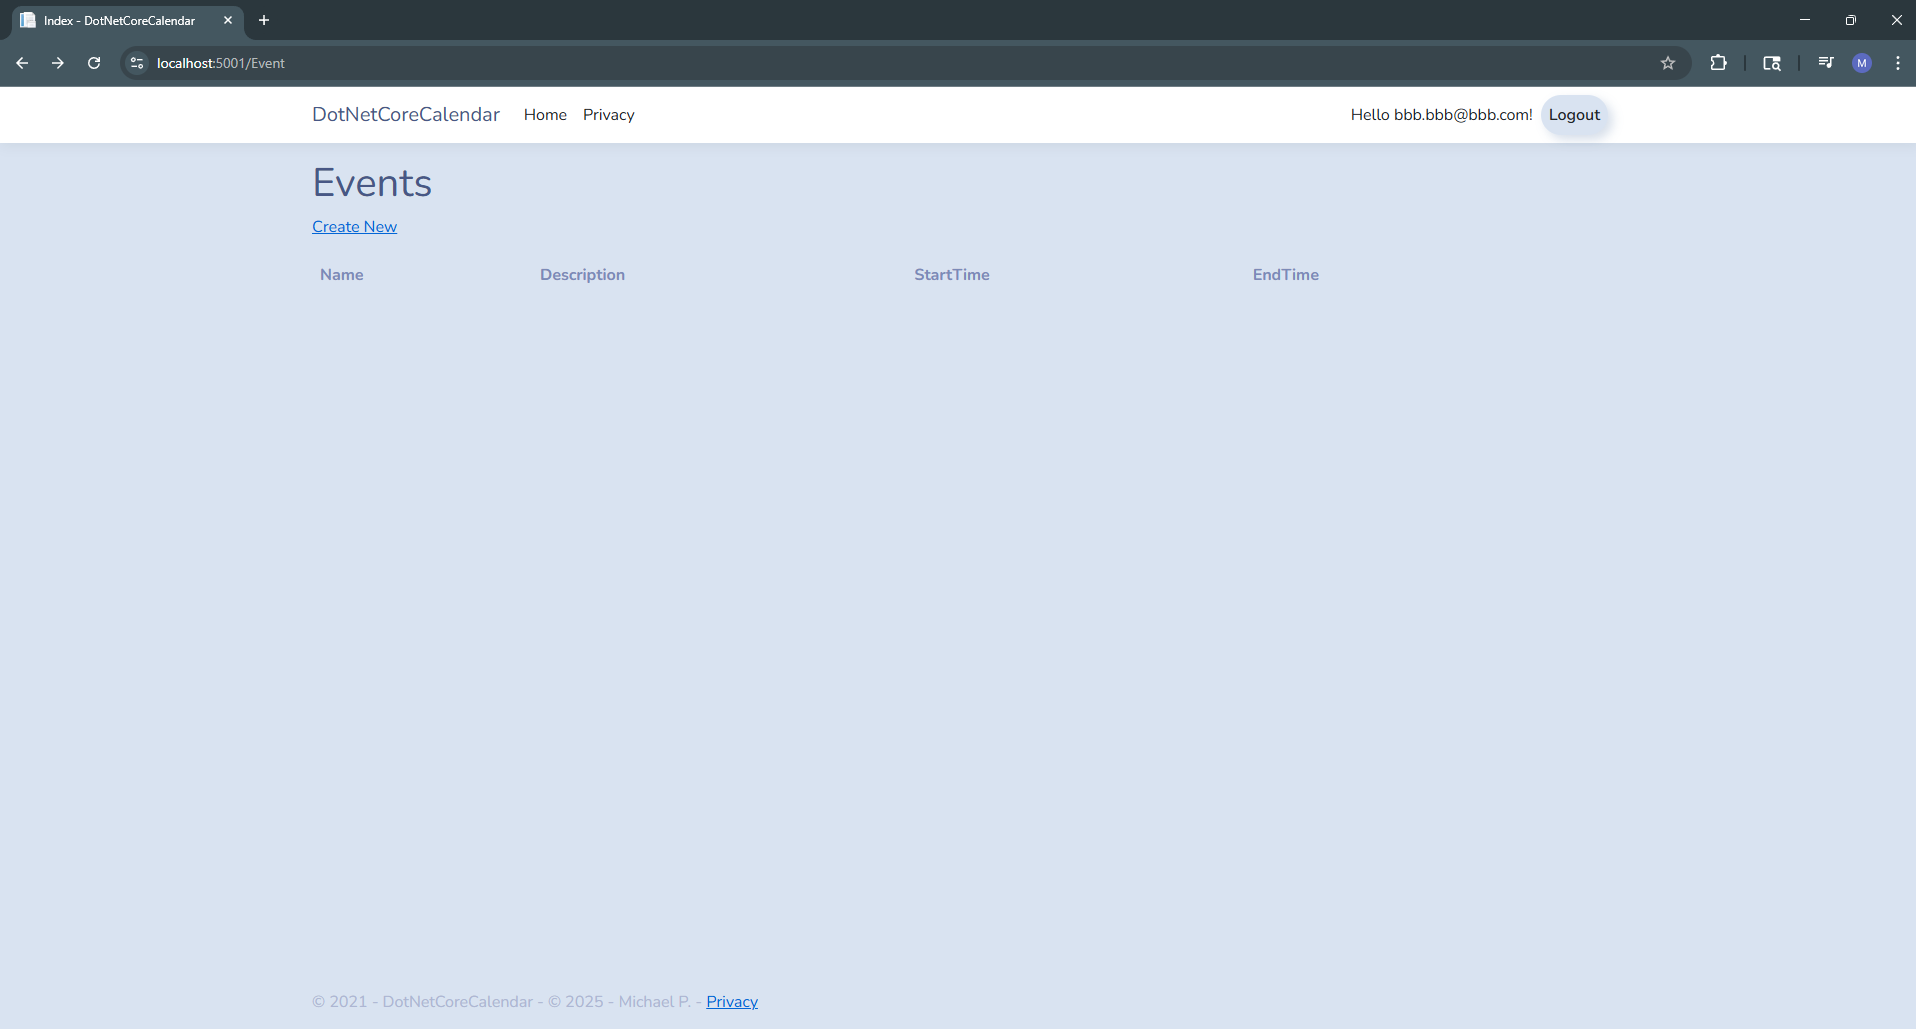 Index - DotNetCoreCalendar
localhost:5001/Event
M
DotNetCoreCalendar Home Privacy Hello bbb.bbb@bbb.com! Logout
Events
Create New
Name Description StartTime EndTime
© 2021 - DotNetCoreCalendar - © 2025 - Michael P. - Privacy